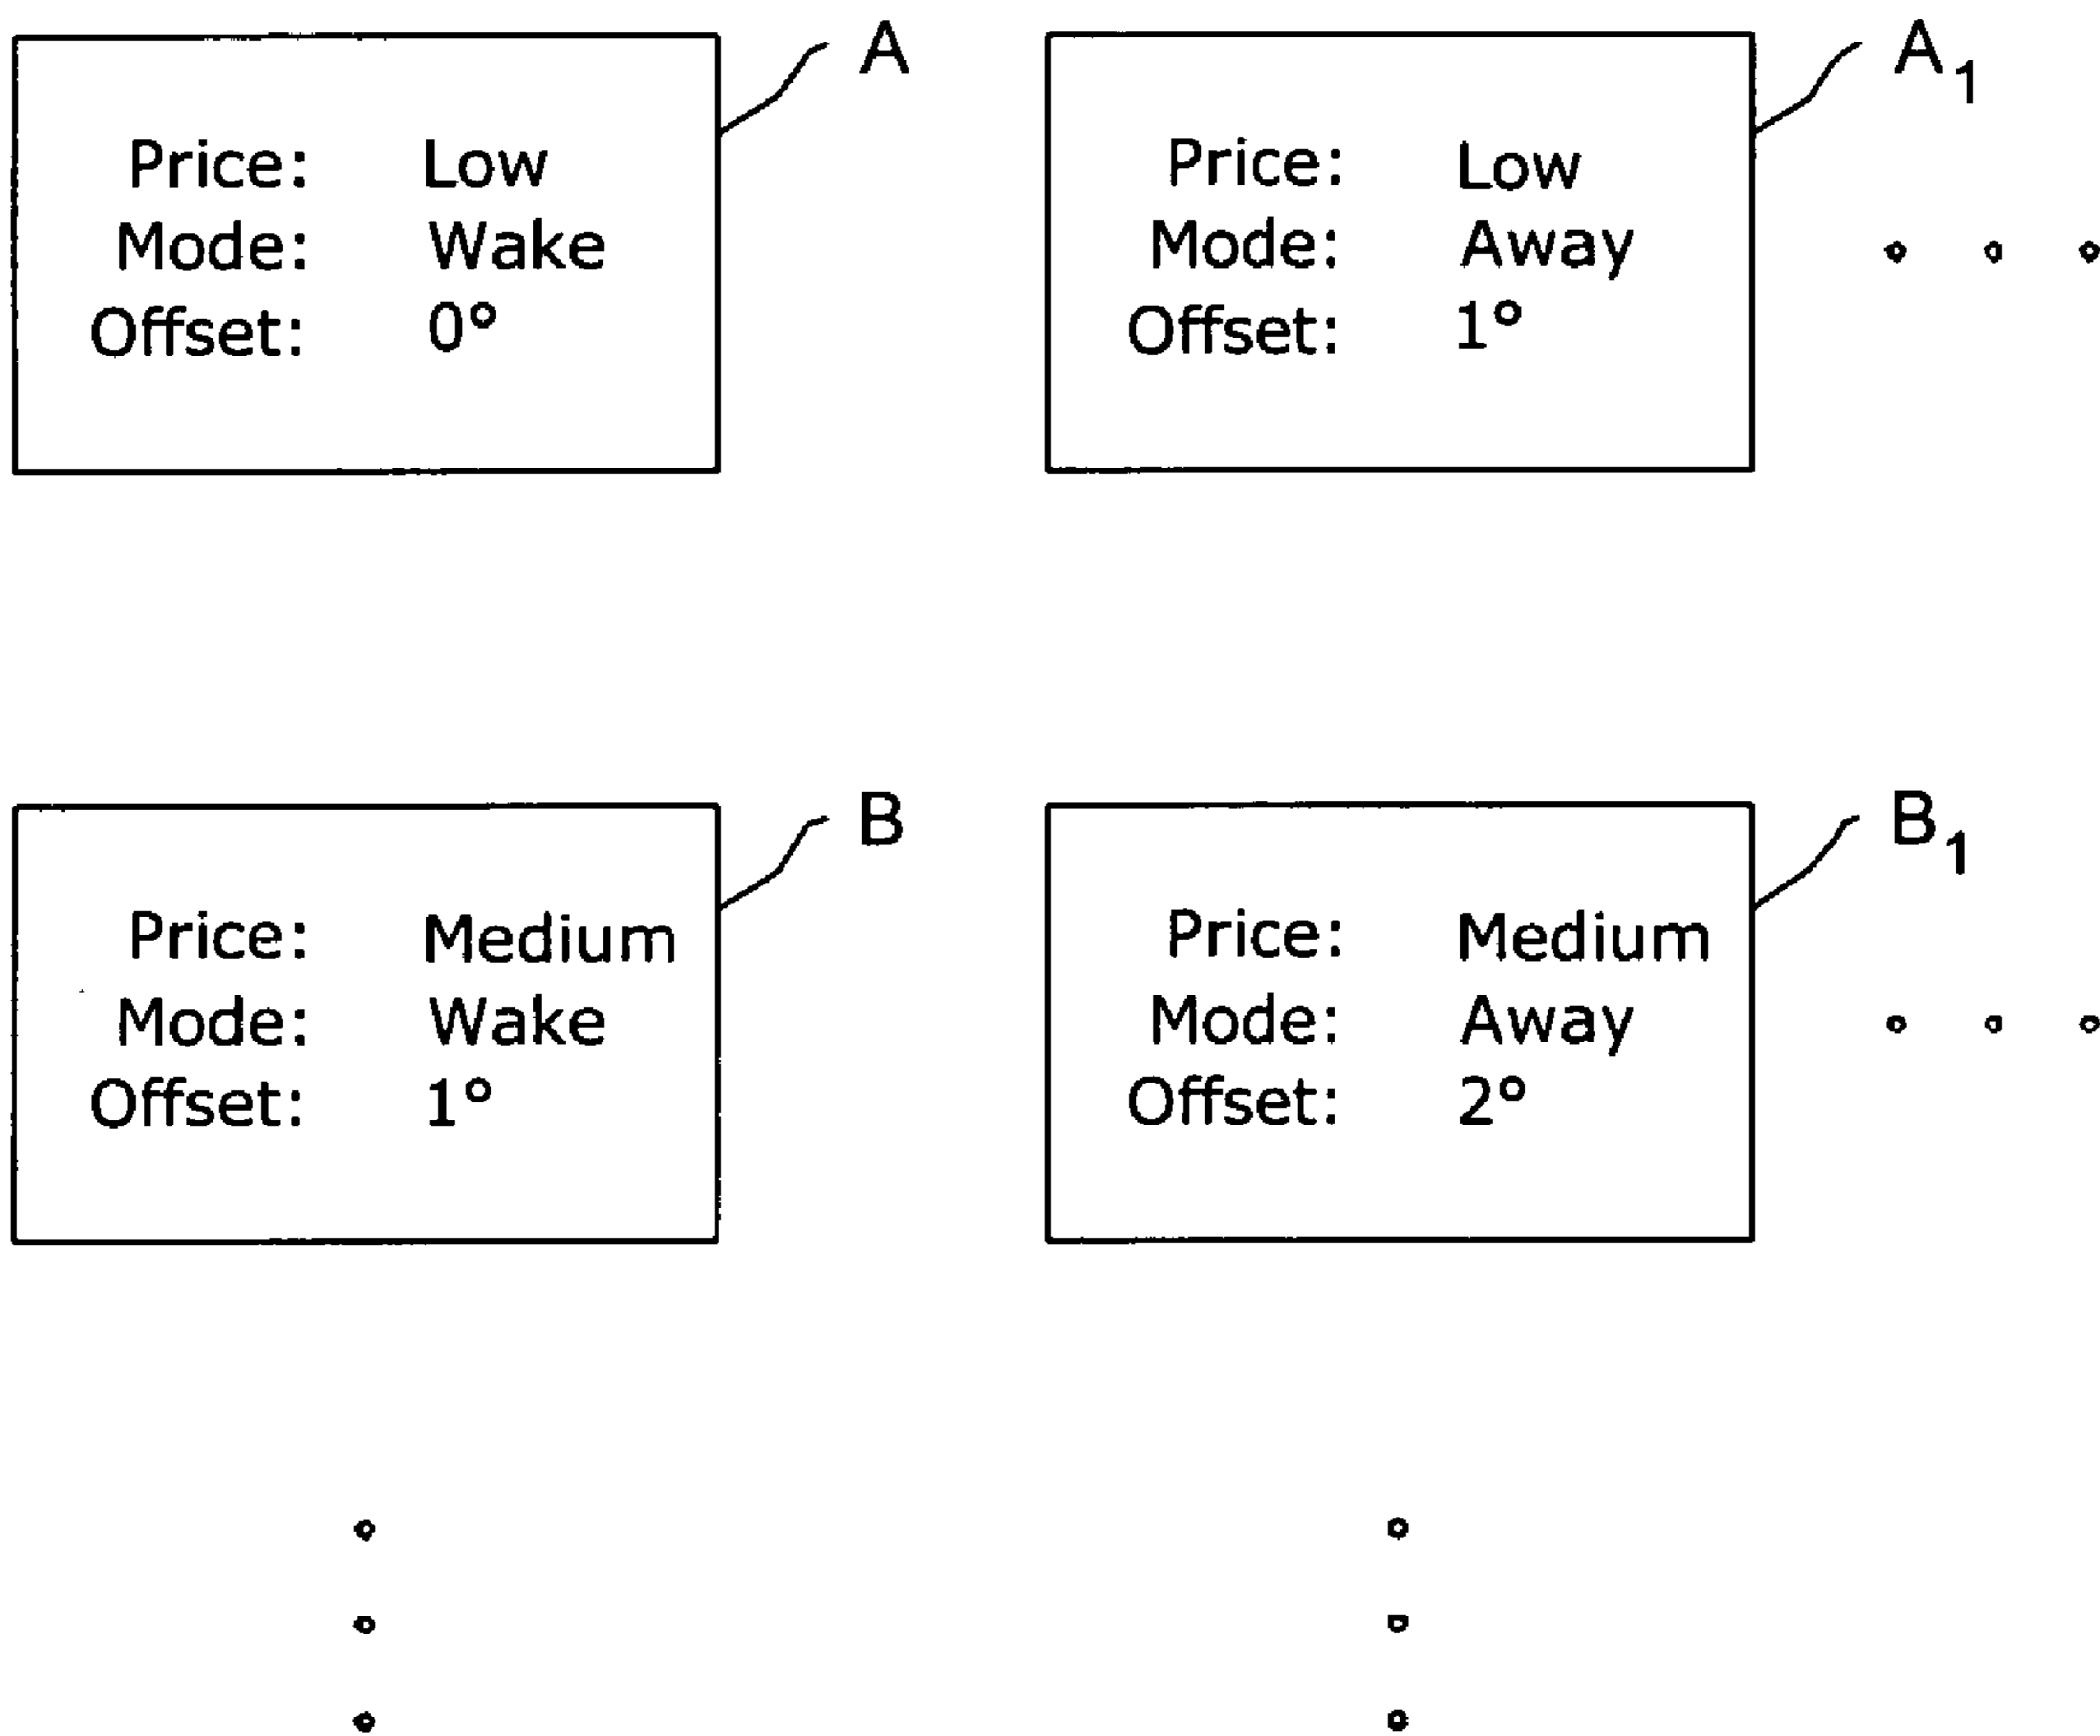 A
Price: Low
Mode: Wake
Offset: 0°
A₁
Price: Low
Mode: Away
Offset: 1°
B
Price: Medium
Mode: Wake
Offset: 1°
B₁
Price: Medium
Mode: Away
Offset: 2°